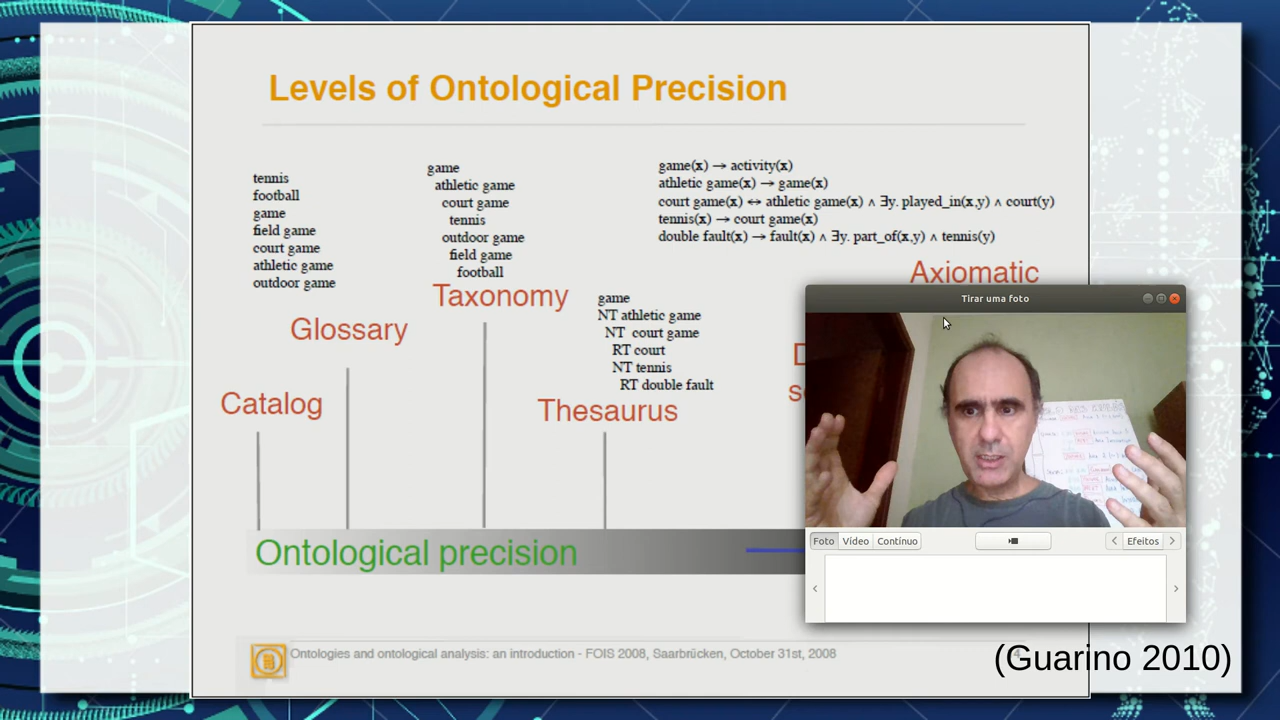 Levels of Ontological Precision
tennis
football
game
field game
court game
athletic game
outdoor game
game
athletic game
court game
tennis
outdoor game
field game
football
game(x) → activity(x)
athletic game(x) → game(x)
court game(x) ↔ athletic game(x) ∧ ∃y. played_in(x,y) ∧ court(y)
tennis(x) → court game(x)
double fault(x) → fault(x) ∧ ∃y. part_of(x,y) ∧ tennis(y)
Axiomatic
Taxonomy
game
NT athletic game
NT court game
RT court
NT tennis
RT double fault
Glossary
Catalog
Thesaurus
Tirar uma foto
Foto
Vídeo
Contínuo
Efeitos
Ontological precision
Ontologies and ontological analysis: an introduction - FOIS 2008, Saarbrücken, October 31st, 2008
(Guarino 2010)